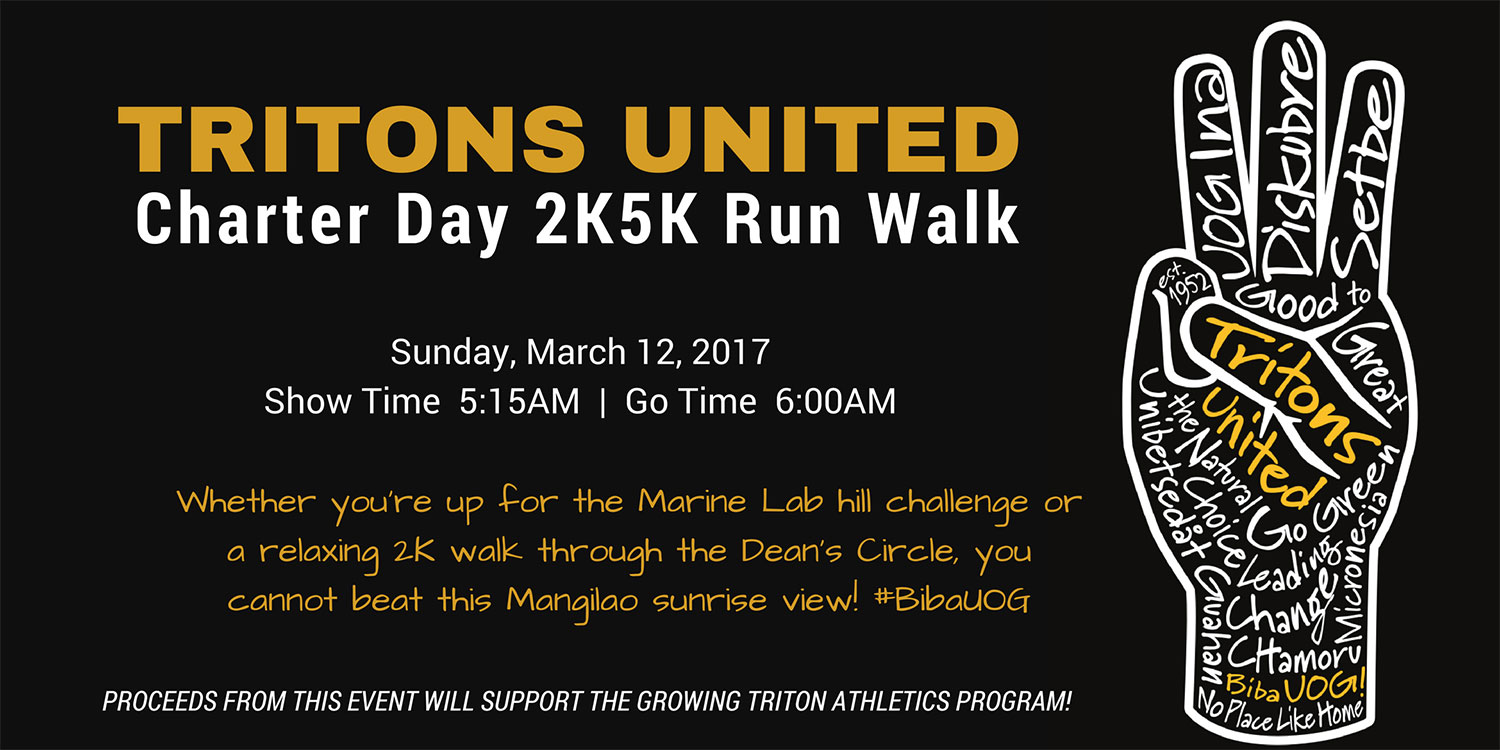 TRITONS UNITED
Charter Day 2K5K Run Walk
Sunday, March 12, 2017
Show Time 5:15AM | Go Time 6:00AM
Whether you're up for the Marine Lab hill challenge or
a relaxing 2K walk through the Dean's Circle, you
cannot beat this Mangilao sunrise view! #BibaUOG
PROCEEDS FROM THIS EVENT WILL SUPPORT THE GROWING TRITON ATHLETICS PROGRAM!
UOG Ina
Diskubre
Setbe
est.
1952
Good to
Great
Tritons
United
the Natural
Choice
Unibetsedåt Guahan
Go Green
Leading
Change
Micronesia
CHamoru
Biba UOG!
No Place Like Home